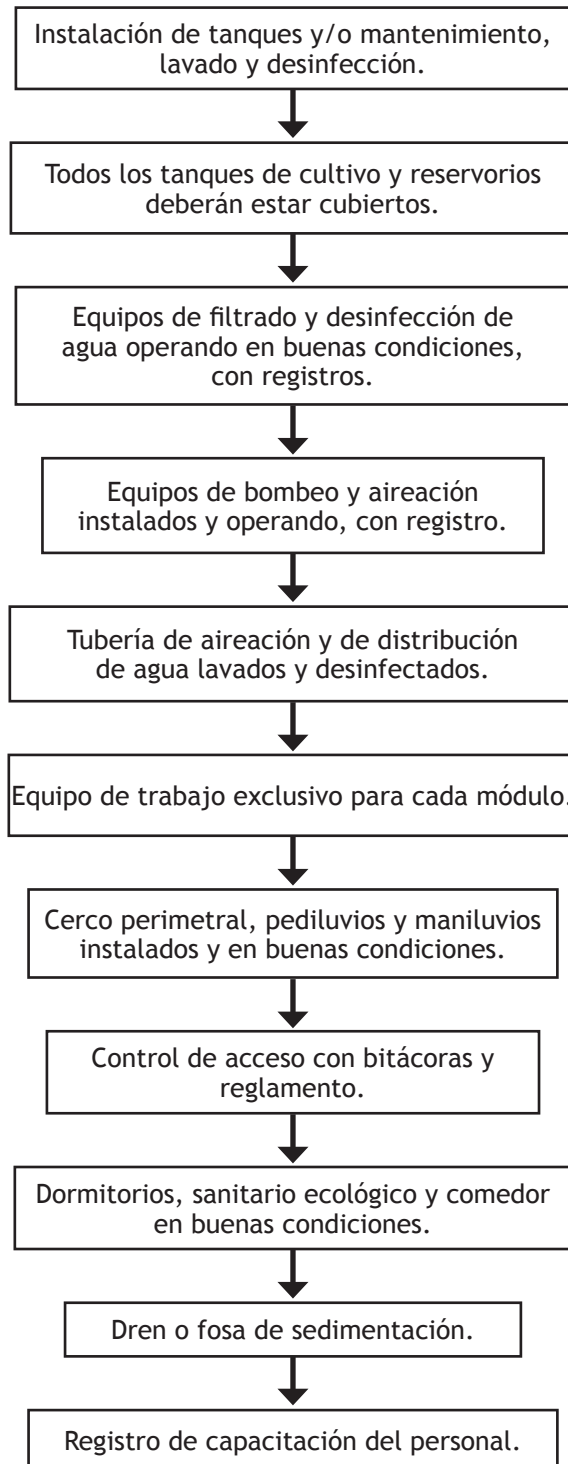 Instalación de tanques y/o mantenimiento,
lavado y desinfección.
Todos los tanques de cultivo y reservorios
deberán estar cubiertos.
Equipos de filtrado y desinfección de
agua operando en buenas condiciones,
con registros.
Equipos de bombeo y aireación
instalados y operando, con registro.
Tubería de aireación y de distribución
de agua lavados y desinfectados.
Equipo de trabajo exclusivo para cada módulo.
Cerco perimetral, pediluvios y maniluvios
instalados y en buenas condiciones.
Control de acceso con bitácoras y
reglamento.
Dormitorios, sanitario ecológico y comedor
en buenas condiciones.
Dren o fosa de sedimentación.
Registro de capacitación del personal.